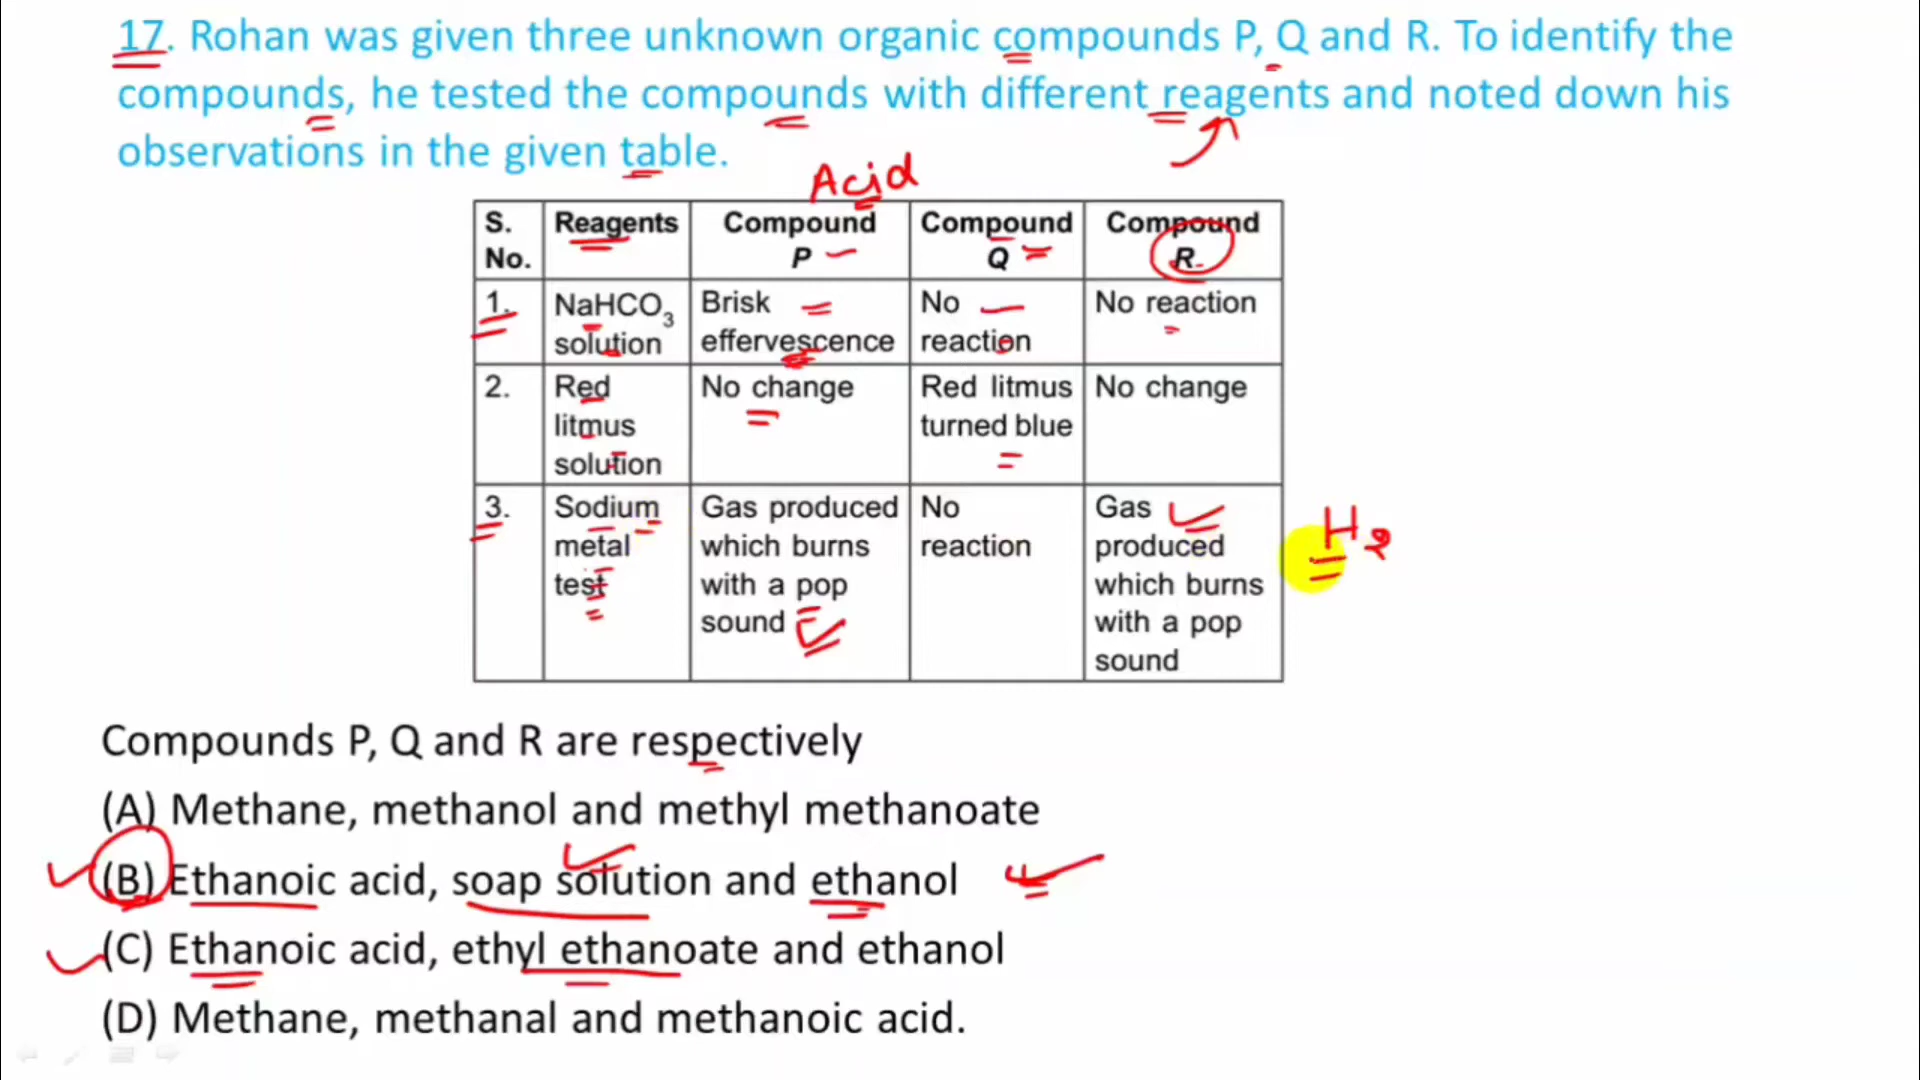 17. Rohan was given three unknown organic compounds P, Q and R. To identify the
compounds, he tested the compounds with different reagents and noted down his
observations in the given table.
Acid
S. No. Reagents Compound P Compound Q Compound R
1. NaHCO₃ solution Brisk effervescence No reaction No reaction
2. Red litmus solution No change Red litmus turned blue No change
3. Sodium metal test Gas produced which burns with a pop sound No reaction Gas produced which burns with a pop sound
H₂
Compounds P, Q and R are respectively
(A) Methane, methanol and methyl methanoate
(B) Ethanoic acid, soap solution and ethanol
(C) Ethanoic acid, ethyl ethanoate and ethanol
(D) Methane, methanal and methanoic acid.